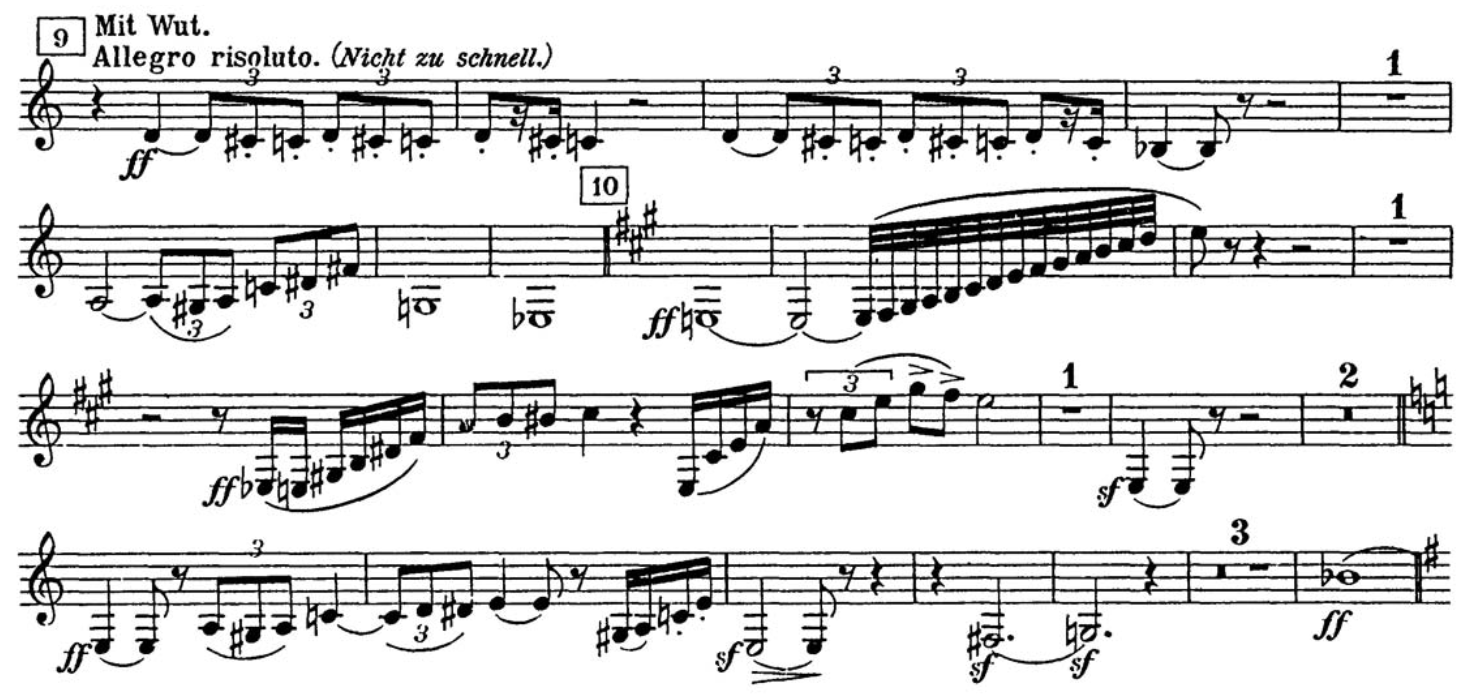 9 Mit Wut.
Allegro risoluto. (Nicht zu schnell.)
3 3 3 3 1
ff
10
1
3 3 ff
3 1 2
ff 3 sf
3 3
ff 3 sf sf sf ff